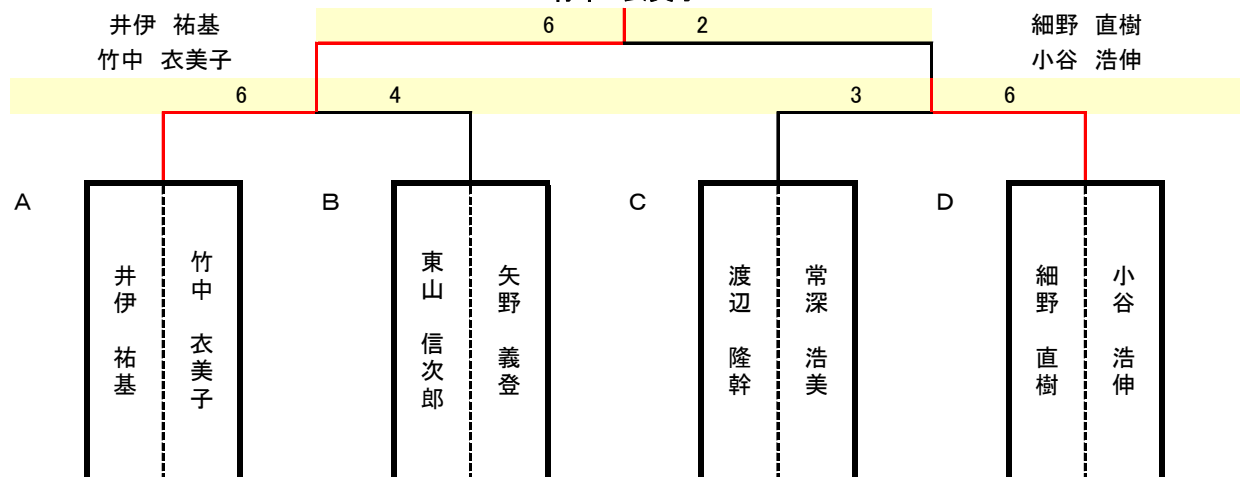 6 2
井伊 祐基
竹中 衣美子
細野 直樹
小谷 浩伸
6 4 3 6
A B C D
井伊 祐基
竹中 衣美子
東山 信次郎
矢野 義登
渡辺 隆幹
常深 浩美
細野 直樹
小谷 浩伸